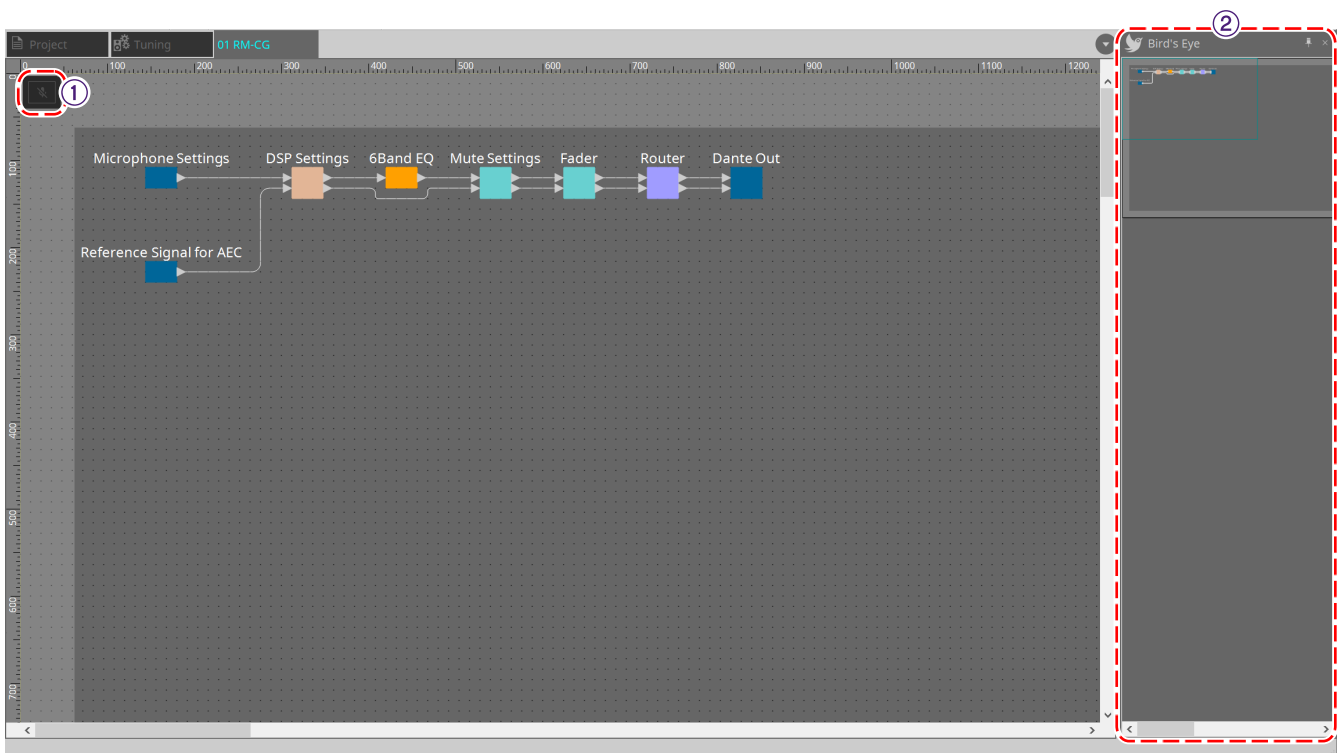 ②
Project
Tuning
01 RM-CG
Bird's Eye
0 100 200 300 400 500 600 700 800 900 1000 1100 1200
①
0
100
200
300
400
500
600
700
Microphone Settings
DSP Settings
6Band EQ
Mute Settings
Fader
Router
Dante Out
Reference Signal for AEC